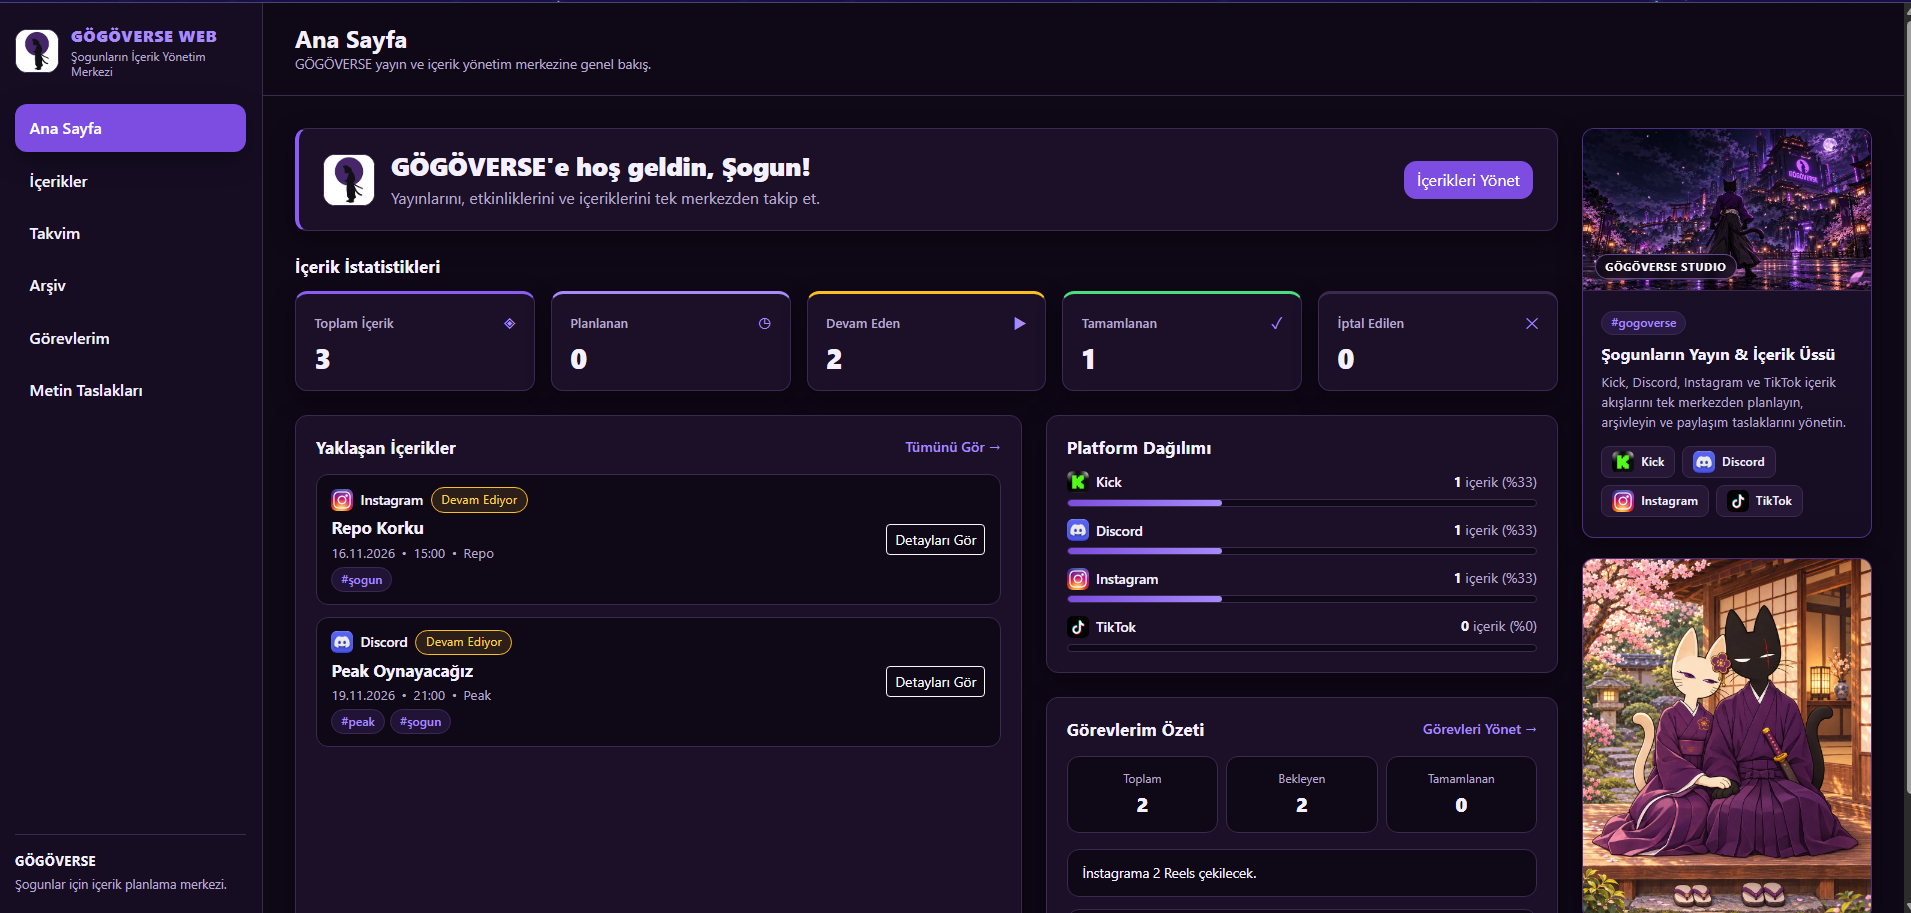 GÖGÖVERSE WEB
Şogunların İçerik Yönetim
Merkezi
Ana Sayfa
İçerikler
Takvim
Arşiv
Görevlerim
Metin Taslakları
GÖGÖVERSE
Şogunlar için içerik planlama merkezi.
Ana Sayfa
GÖGÖVERSE yayın ve içerik yönetim merkezine genel bakış.
GÖGÖVERSE'e hoş geldin, Şogun!
Yayınlarını, etkinliklerini ve içeriklerini tek merkezden takip et.
İçerikleri Yönet
İçerik İstatistikleri
Toplam İçerik
3
Planlanan
0
Devam Eden
2
Tamamlanan
1
İptal Edilen
0
Yaklaşan İçerikler
Tümünü Gör →
Instagram Devam Ediyor
Repo Korku
16.11.2026 • 15:00 • Repo
#şogun
Detayları Gör
Discord Devam Ediyor
Peak Oynayacağız
19.11.2026 • 21:00 • Peak
#peak #şogun
Detayları Gör
Platform Dağılımı
Kick 1 içerik (%33)
Discord 1 içerik (%33)
Instagram 1 içerik (%33)
TikTok 0 içerik (%0)
Görevlerim Özeti
Görevleri Yönet →
Toplam
2
Bekleyen
2
Tamamlanan
0
İnstagrama 2 Reels çekilecek.
GÖGÖVERSE
GÖGÖVERSE STUDIO
#gogoverse
Şogunların Yayın & İçerik Üssü
Kick, Discord, Instagram ve TikTok içerik
akışlarını tek merkezden planlayın,
arşivleyin ve paylaşım taslaklarını yönetin.
Kick Discord
Instagram TikTok